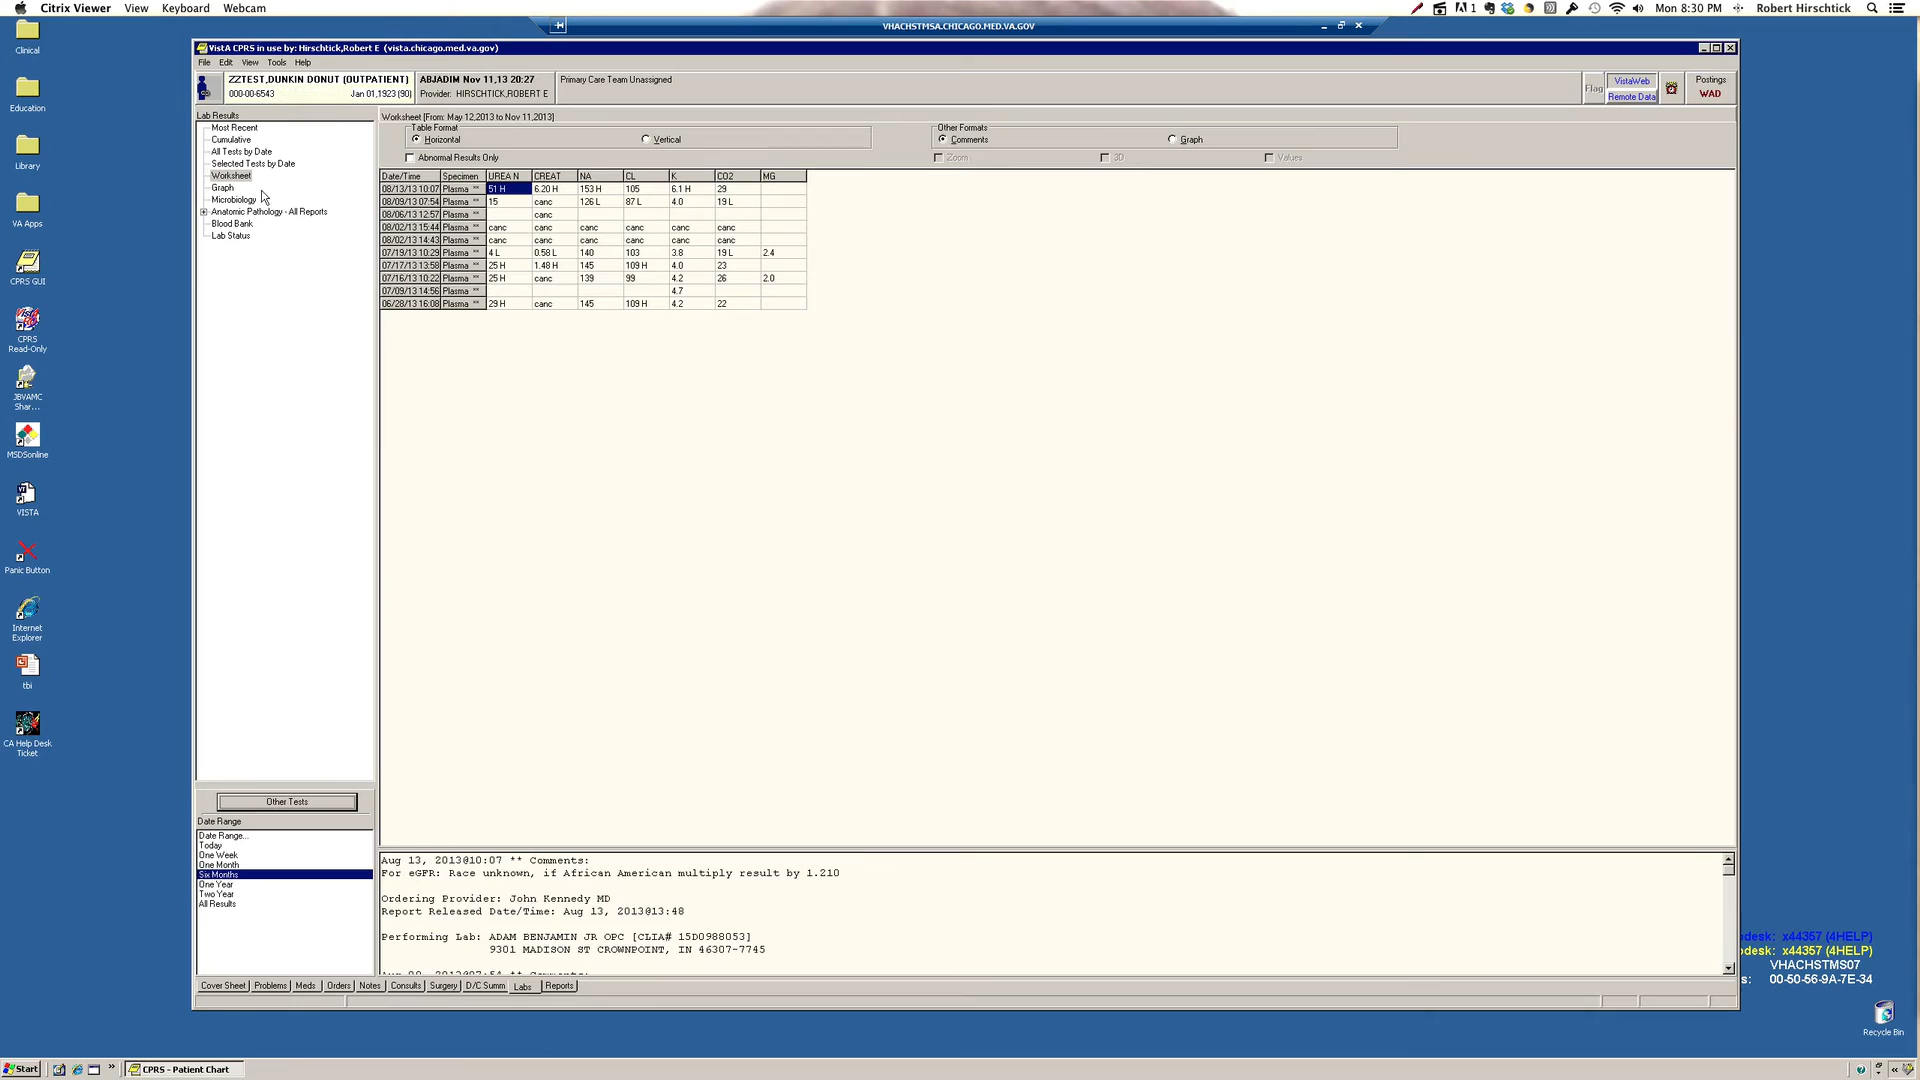 Citrix Viewer View Keyboard Webcam
1 Mon 8:30 PM Robert Hirschtick
VHACHSTMSA.CHICAGO.MED.VA.GOV
VistA CPRS in use by: Hirschtick,Robert E (vista.chicago.med.va.gov)
File Edit View Tools Help
ZZTEST,DUNKIN DONUT (OUTPATIENT)
000-00-6543 Jan 01,1923 (90)
ABJADIM Nov 11,13 20:27
Provider: HIRSCHTICK,ROBERT E
Primary Care Team Unassigned
Flag
VistaWeb
Remote Data
Postings
WAD
Clinical
Education
Library
VA Apps
CPRS GUI
CPRS
Read-Only
JBVAMC
Shar...
MSDSonline
VISTA
Panic Button
Internet
Explorer
tbi
CA Help Desk
Ticket
Lab Results
Most Recent
Cumulative
All Tests by Date
Selected Tests by Date
Worksheet
Graph
Microbiology
Anatomic Pathology - All Reports
Blood Bank
Lab Status
Other Tests
Date Range
Date Range...
Today
One Week
One Month
Six Months
One Year
Two Year
All Results
Worksheet [From: May 12,2013 to Nov 11,2013]
Table Format
Horizontal Vertical
Abnormal Results Only
Other Formats
Comments Graph
Zoom 3D Values
Date/Time Specimen UREA N CREAT NA CL K CO2 MG
08/13/13 10:07 Plasma ** 51 H 6.20 H 153 H 105 6.1 H 29
08/09/13 07:54 Plasma ** 15 canc 126 L 87 L 4.0 19 L
08/06/13 12:57 Plasma ** canc
08/02/13 15:44 Plasma ** canc canc canc canc canc canc
08/02/13 14:43 Plasma ** canc canc canc canc canc canc
07/19/13 10:29 Plasma ** 4 L 0.58 L 140 103 3.8 19 L 2.4
07/17/13 13:58 Plasma ** 25 H 1.48 H 145 109 H 4.0 23
07/16/13 10:22 Plasma ** 25 H canc 139 99 4.2 26 2.0
07/09/13 14:56 Plasma ** 4.7
06/28/13 16:08 Plasma ** 29 H canc 145 109 H 4.2 22
Aug 13, 2013@10:07 ** Comments:
For eGFR: Race unknown, if African American multiply result by 1.210
Ordering Provider: John Kennedy MD
Report Released Date/Time: Aug 13, 2013@13:48
Performing Lab: ADAM BENJAMIN JR OPC [CLIA# 15D0988053]
9301 MADISON ST CROWNPOINT, IN 46307-7745
Cover Sheet Problems Meds Orders Notes Consults Surgery D/C Summ Labs Reports
desk: x44357 (4HELP)
desk: x44357 (4HELP)
VHACHSTMS07
s: 00-50-56-9A-7E-34
Recycle Bin
Start CPRS - Patient Chart